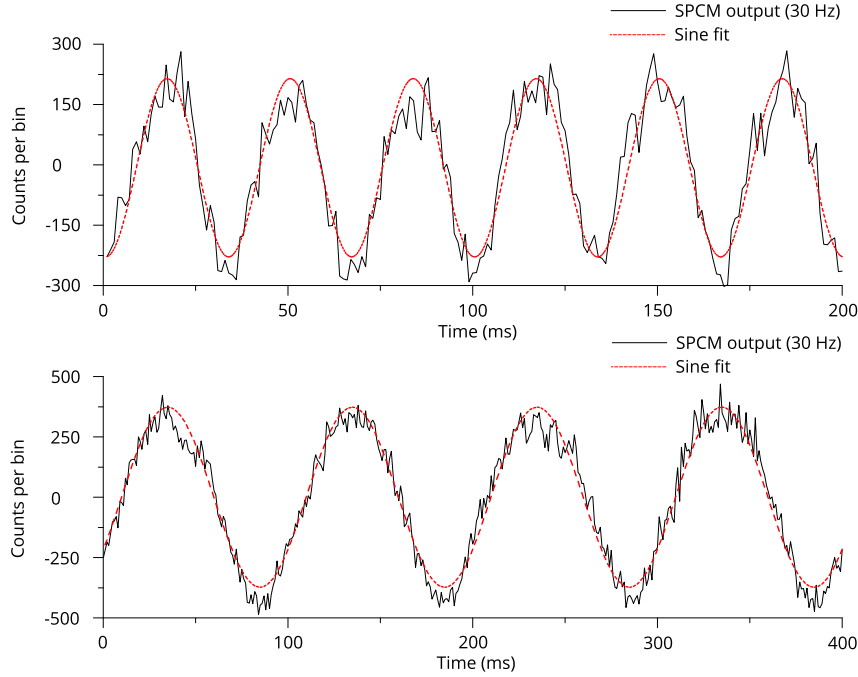 SPCM output (30 Hz)
Sine fit
300
150
0
-150
-300
Counts per bin
0 50 100 150 200
Time (ms)
SPCM output (30 Hz)
Sine fit
500
250
0
-250
-500
Counts per bin
0 100 200 300 400
Time (ms)